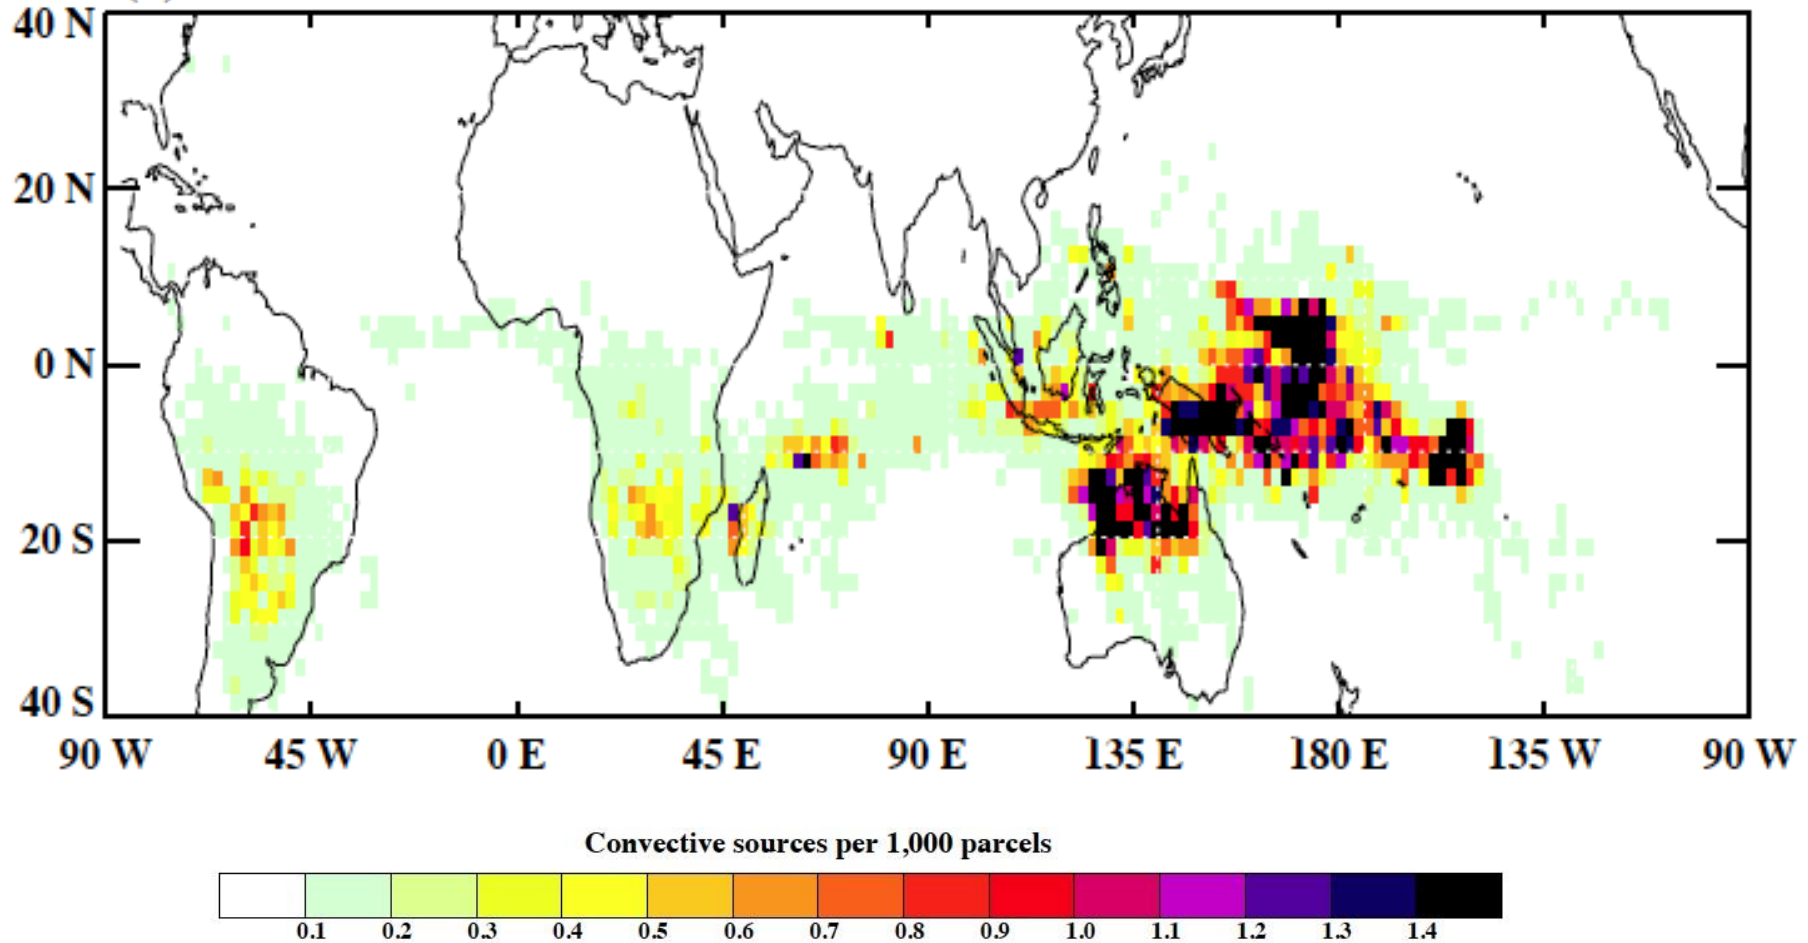 40 N
20 N
0 N
20 S
40 S
90 W 45 W 0 E 45 E 90 E 135 E 180 E 135 W 90 W
Convective sources per 1,000 parcels
0.1 0.2 0.3 0.4 0.5 0.6 0.7 0.8 0.9 1.0 1.1 1.2 1.3 1.4